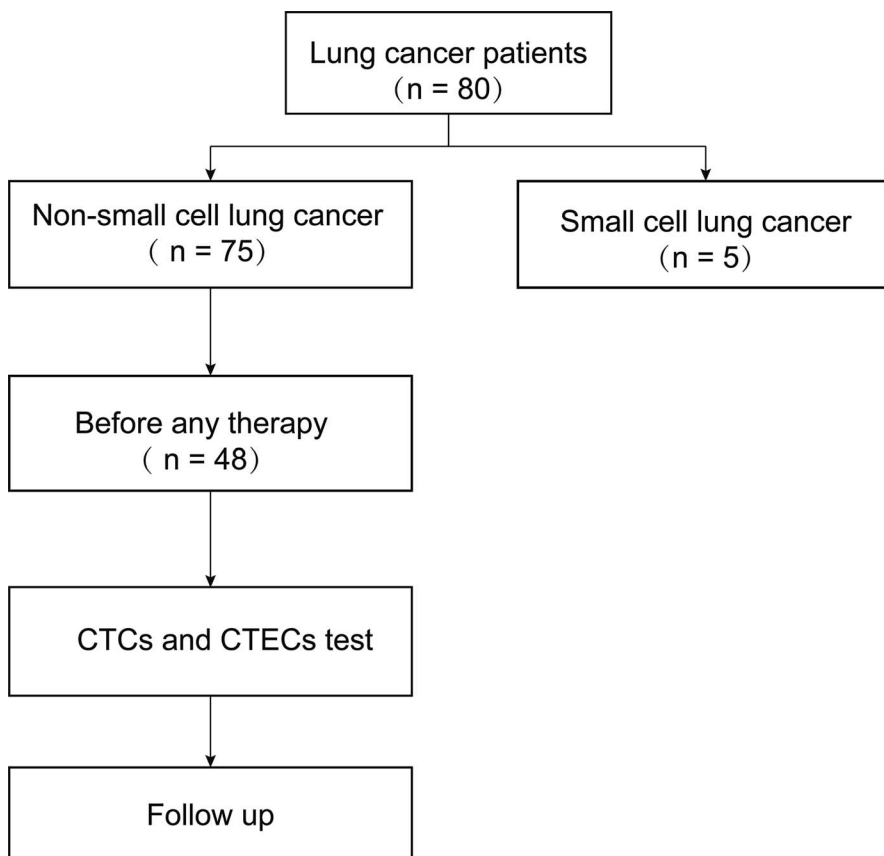 Lung cancer patients
（n = 80）
Non-small cell lung cancer
（ n = 75）
Small cell lung cancer
（n = 5）
Before any therapy
（ n = 48）
CTCs and CTECs test
Follow up